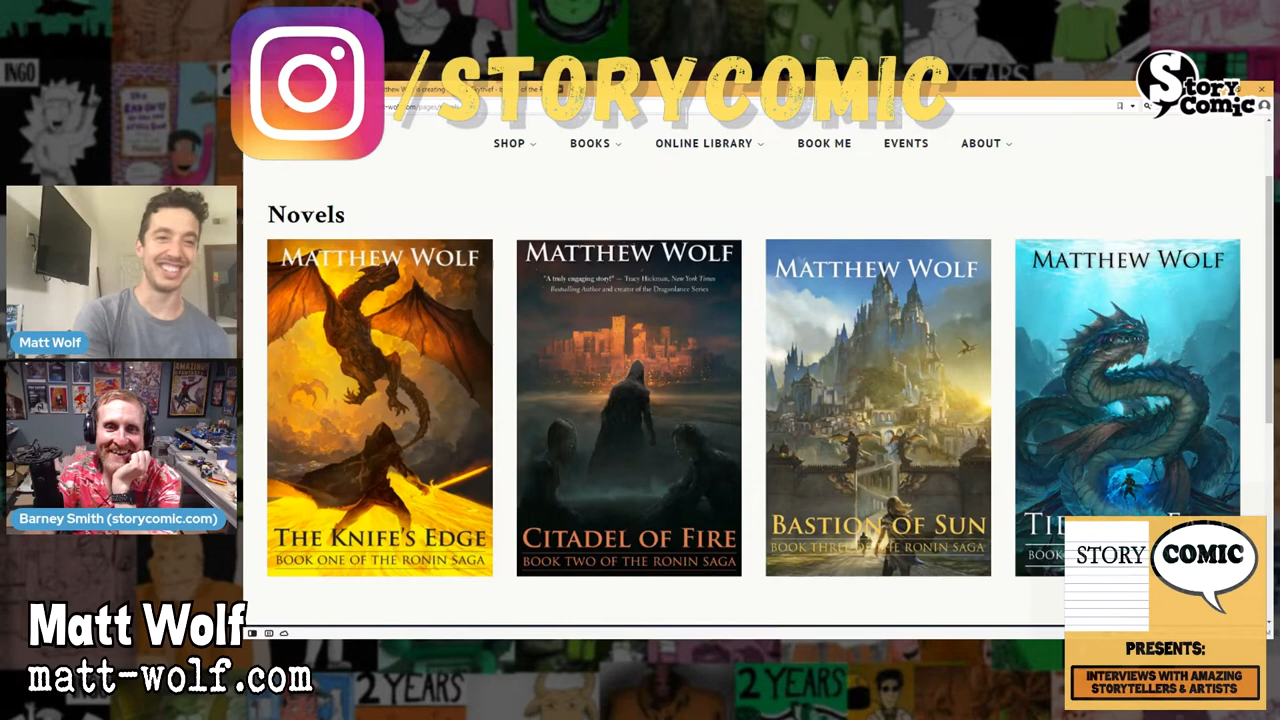 INGO
/STORYCOMIC
Story
Comic
SHOP
BOOKS
ONLINE LIBRARY
BOOK ME
EVENTS
ABOUT
Novels
MATTHEW WOLF
THE KNIFE'S EDGE
BOOK ONE OF THE RONIN SAGA
MATTHEW WOLF
"A truly engaging story!" — Tracy Hickman, New York Times
Bestselling Author and creator of the Dragonlance Series
CITADEL OF FIRE
BOOK TWO OF THE RONIN SAGA
MATTHEW WOLF
BASTION OF SUN
BOOK THREE OF THE RONIN SAGA
MATTHEW WOLF
BOOK
Matt Wolf
Barney Smith (storycomic.com)
STORY
COMIC
PRESENTS:
INTERVIEWS WITH AMAZING
STORYTELLERS & ARTISTS
Matt Wolf
matt-wolf.com
2 YEARS
2 YEARS